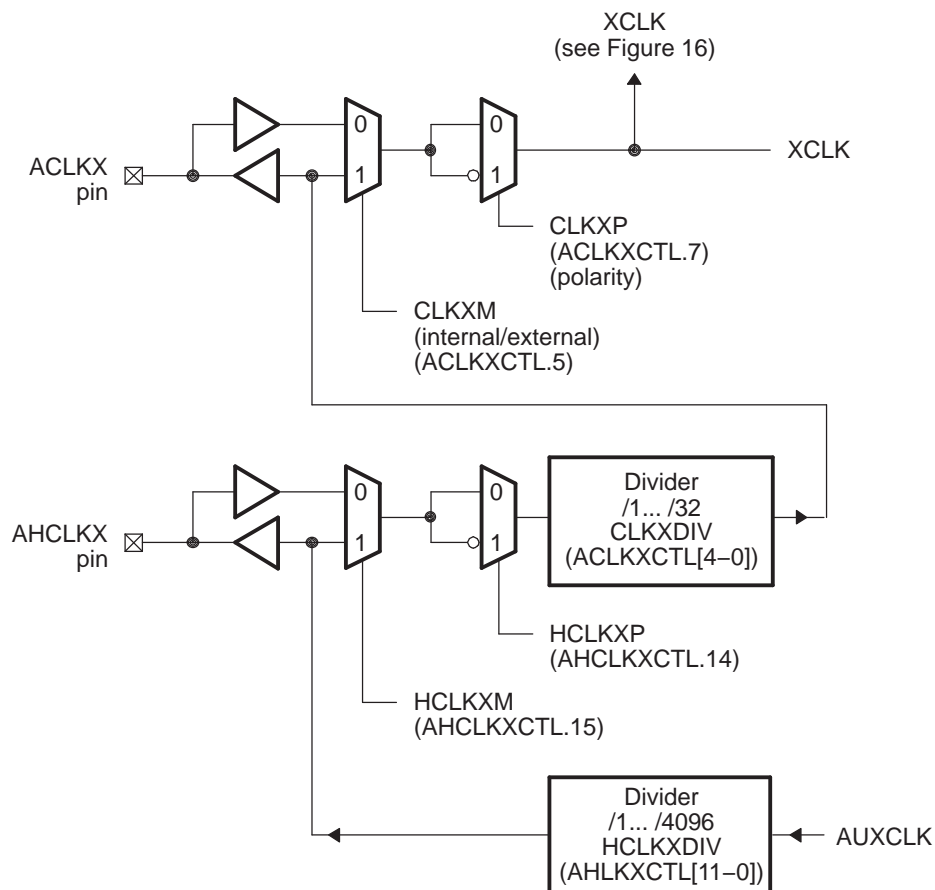 XCLK
(see Figure 16)
0
1
ACLKX
pin
0
1
XCLK
CLKXP
(ACLKXCTL.7)
(polarity)
CLKXM
(internal/external)
(ACLKXCTL.5)
0
1
AHCLKX
pin
0
1
Divider
/1... /32
CLKXDIV
(ACLKXCTL[4−0])
HCLKXP
(AHCLKXCTL.14)
HCLKXM
(AHCLKXCTL.15)
Divider
/1... /4096
HCLKXDIV
(AHLKXCTL[11−0])
AUXCLK